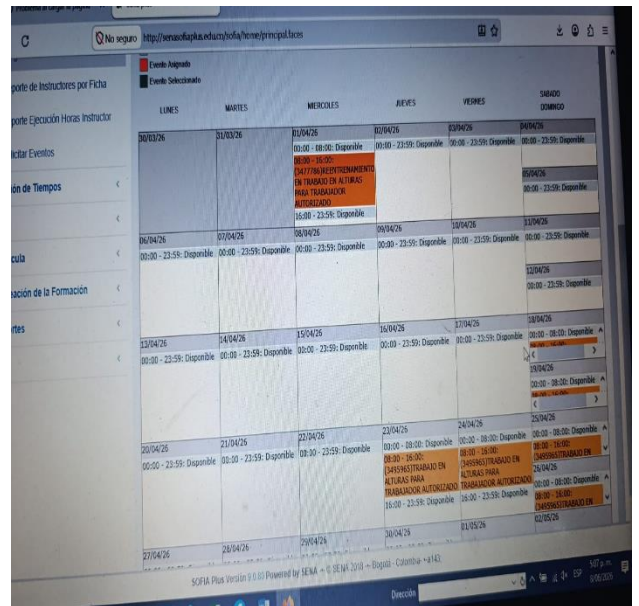 No seguro
http://senasofiaplus.edu.co/sofia/home/principal.faces
Evento Asignado
Evento Seleccionado
porte de Instructores por Ficha
porte Ejecución Horas Instructor
icitar Eventos
ón de Tiempos
cula
ación de la Formación
rtes
LUNES
MARTES
MIERCOLES
JUEVES
VIERNES
SABADO
DOMINGO
30/03/26
31/03/26
01/04/26
00:00 - 08:00: Disponible
08:00 - 16:00:
(3477786)REENTRENAMIENTO
EN TRABAJO EN ALTURAS
PARA TRABAJADOR
AUTORIZADO
16:00 - 23:59: Disponible
02/04/26
00:00 - 23:59: Disponible
03/04/26
00:00 - 23:59: Disponible
04/04/26
00:00 - 23:59: Disponible
05/04/26
00:00 - 23:59: Disponible
06/04/26
00:00 - 23:59: Disponible
07/04/26
00:00 - 23:59: Disponible
08/04/26
00:00 - 23:59: Disponible
09/04/26
00:00 - 23:59: Disponible
10/04/26
00:00 - 23:59: Disponible
11/04/26
00:00 - 23:59: Disponible
12/04/26
00:00 - 23:59: Disponible
13/04/26
00:00 - 23:59: Disponible
14/04/26
00:00 - 23:59: Disponible
15/04/26
00:00 - 23:59: Disponible
16/04/26
00:00 - 23:59: Disponible
17/04/26
00:00 - 23:59: Disponible
18/04/26
00:00 - 08:00: Disponible
19/04/26
00:00 - 08:00: Disponible
20/04/26
00:00 - 23:59: Disponible
21/04/26
00:00 - 23:59: Disponible
22/04/26
00:00 - 23:59: Disponible
23/04/26
00:00 - 08:00: Disponible
08:00 - 16:00:
(3495965)TRABAJO EN
ALTURAS PARA
TRABAJADOR AUTORIZADO
16:00 - 23:59: Disponible
24/04/26
00:00 - 08:00: Disponible
08:00 - 16:00:
(3495965)TRABAJO EN
ALTURAS PARA
TRABAJADOR AUTORIZADO
16:00 - 23:59: Disponible
25/04/26
00:00 - 08:00: Disponible
08:00 - 16:00:
(3495965)TRABAJO EN
26/04/26
00:00 - 08:00: Disponible
08:00 - 16:00:
(3495965)TRABAJO EN
27/04/26
28/04/26
29/04/26
30/04/26
01/05/26
02/05/26
Dirección
ESP
5:07 p. m.